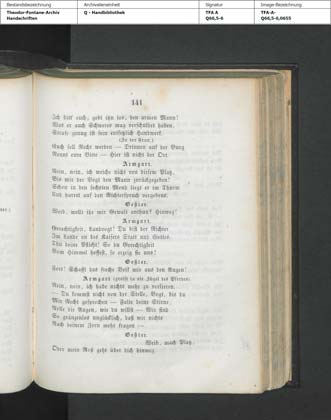 Bestandsbezeichnung
Theodor-Fontane-Archiv
Handschriften
Archivalieneinheit
Q - Handbibliothek
Signatur
TFA A
Q66,5-6
Image-Bezeichnung
TFA-A-
Q66,5-6,0655
141
Ich bitt' euch, gebt ihn los, den armen Mann!
Was er auch Schweres mag verschuldet haben,
Strafe genug ist sein entsetzlich Handwerk.
(Zu der Frau.)
Euch soll Recht werden — Drinnen auf der Burg
Nennt eure Bitte — Hier ist nicht der Ort.
Armgart.
Nein, nein, ich weiche nicht von diesem Platz,
Bis mir der Vogt den Mann zurückgegeben!
Schon in den sechsten Mond liegt er im Thurm
Und harret auf den Richterspruch vergebens.
Geßler.
Weib, wollt ihr mir Gewalt anthun? Hinweg!
Armgart.
Gerechtigkeit, Landvogt! Du bist der Richter
Im Lande an des Kaisers Statt und Gottes.
Thu deine Pflicht! So du Gerechtigkeit
Vom Himmel hoffest, so erzeig sie uns!
Geßler.
Fort! Schafft das freche Volk mir aus den Augen!
Armgart (greift in die Zügel des Pferdes).
Nein, nein, ich habe nichts mehr zu verlieren.
— Du kommst nicht von der Stelle, Vogt, bis du
Mir Recht gesprochen — Falte deine Stirne,
Rolle die Augen, wie du willst — Wir sind
So grenzenlos unglücklich, daß wir nichts
Nach deinem Zorn mehr fragen —
Geßler.
Weib, mach Platz,
Oder mein Roß geht über dich hinweg.